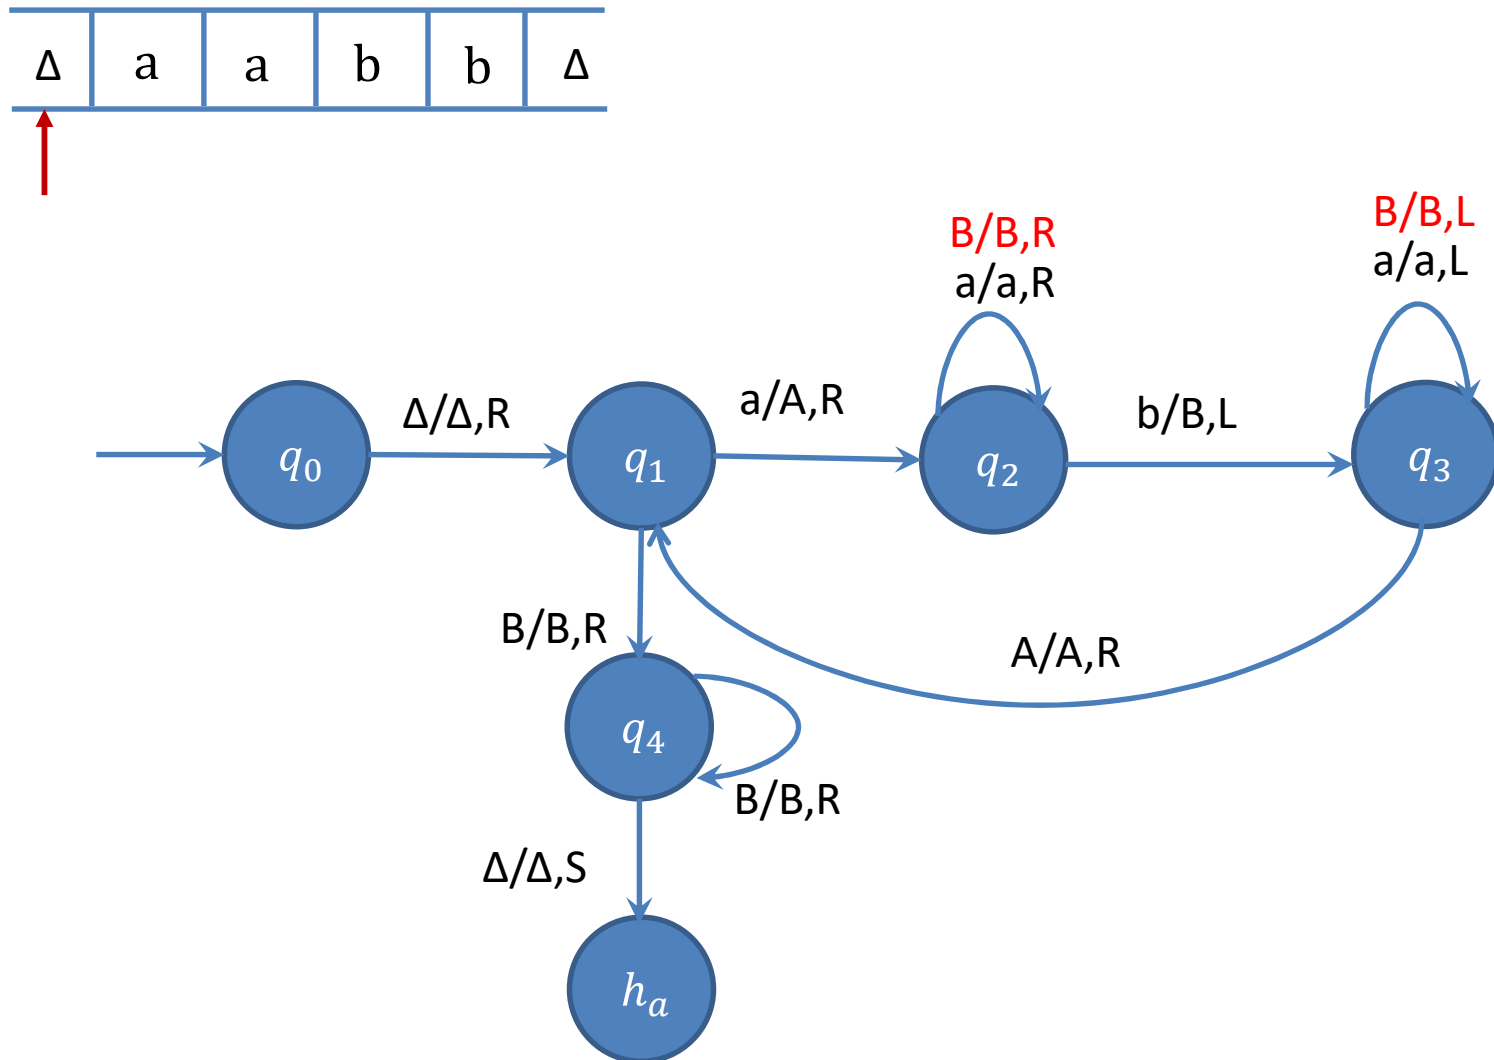 Δ a a b b Δ
B/B,R
a/a,R
B/B,L
a/a,L
Δ/Δ,R
a/A,R
b/B,L
q₀ q₁ q₂ q₃
B/B,R
A/A,R
q₄
B/B,R
Δ/Δ,S
hₐ